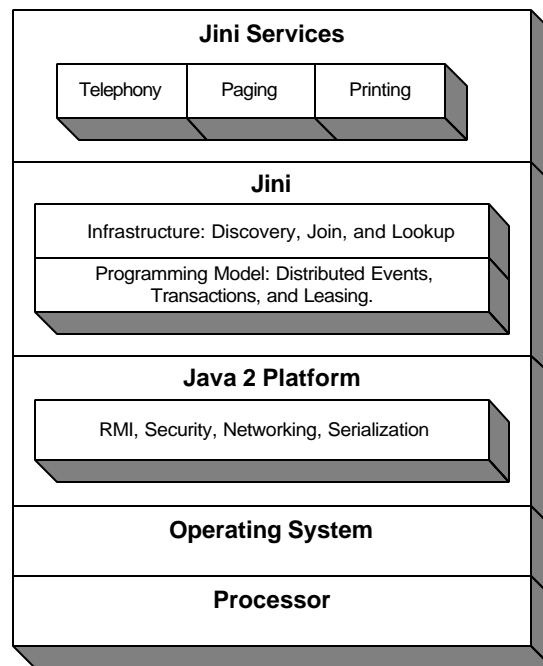 Jini Services
Telephony
Paging
Printing
Jini
Infrastructure: Discovery, Join, and Lookup
Programming Model: Distributed Events,
Transactions, and Leasing.
Java 2 Platform
RMI, Security, Networking, Serialization
Operating System
Processor